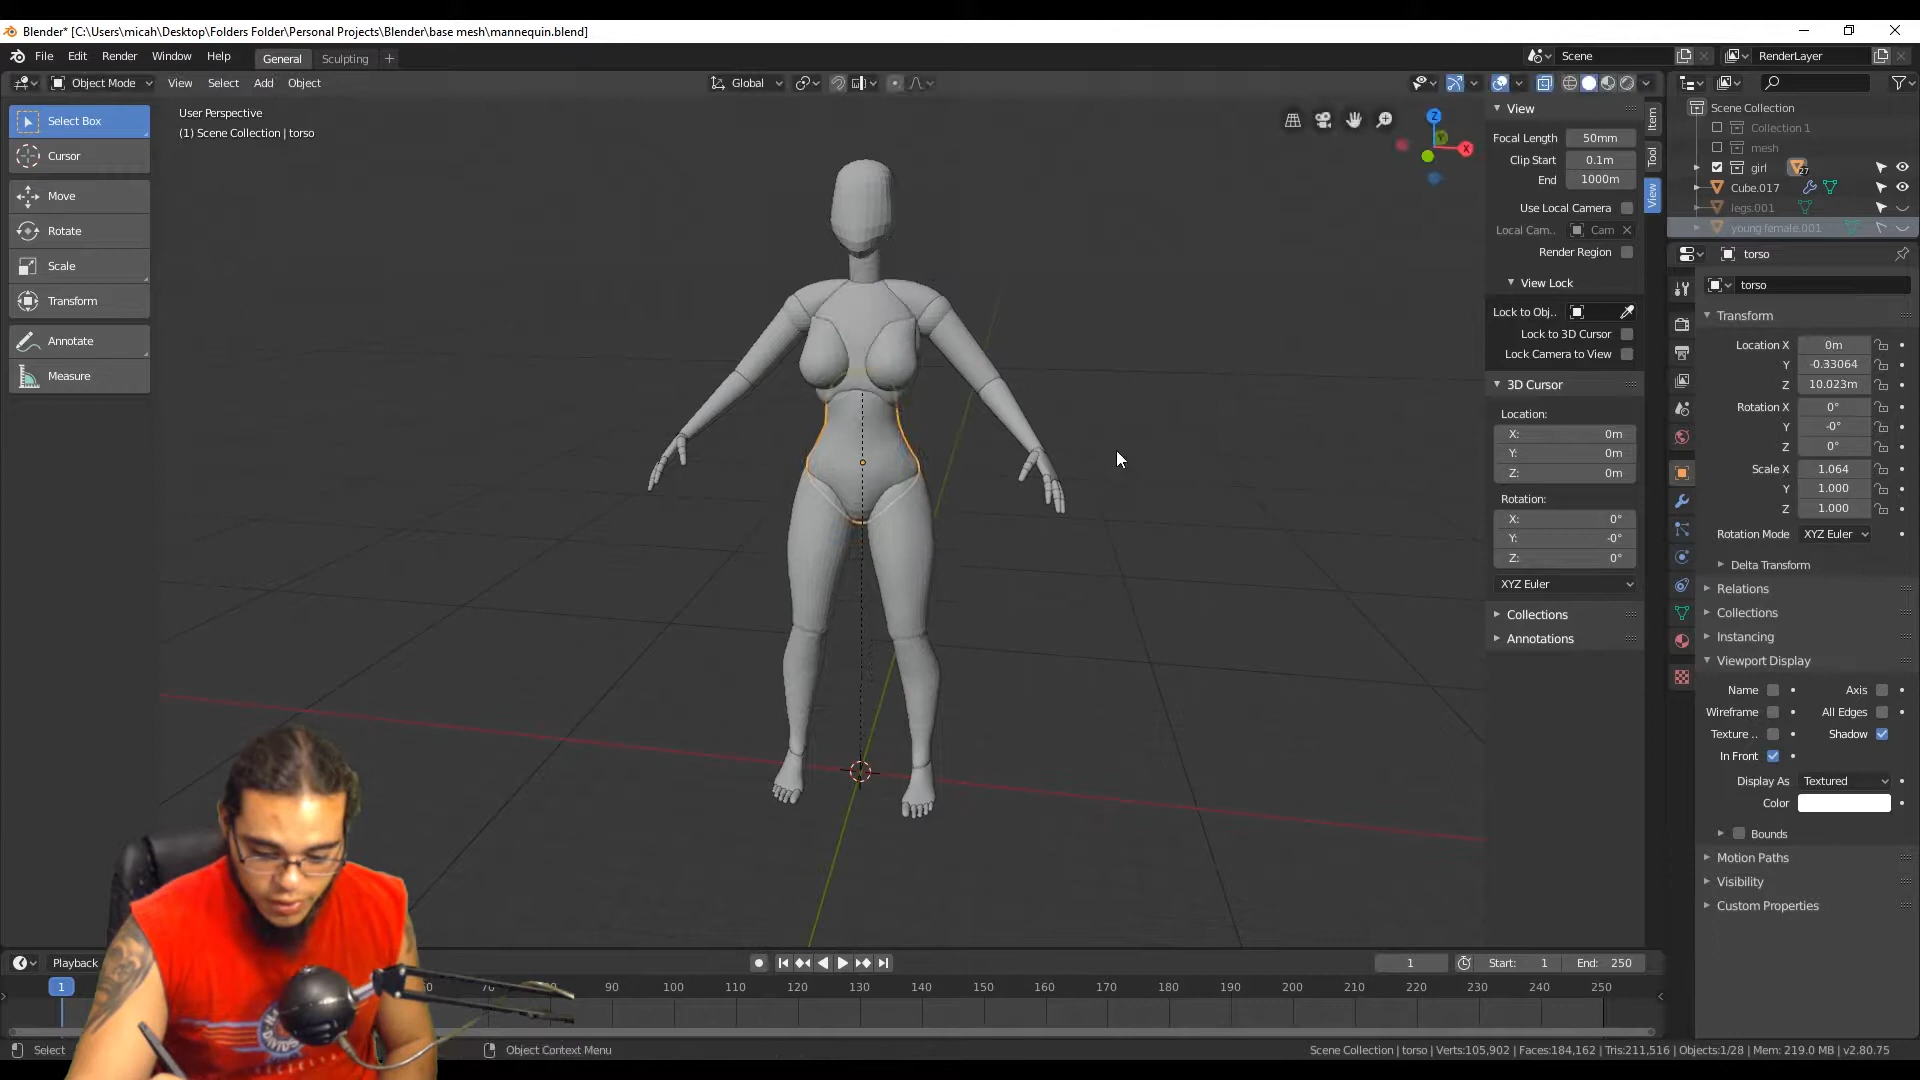 Blender* [C:\Users\micah\Desktop\Folders Folder\Personal Projects\Blender\base mesh\mannequin.blend]
File Edit Render Window Help General Sculpting + Scene RenderLayer
Object Mode View Select Add Object Global
Select Box
Cursor
Move
Rotate
Scale
Transform
Annotate
Measure
User Perspective
(1) Scene Collection | torso
Z
Y
X
View
Focal Length 50mm
Clip Start 0.1m
End 1000m
Use Local Camera
Local Cam.. Cam
Render Region
View Lock
Lock to Obj..
Lock to 3D Cursor
Lock Camera to View
3D Cursor
Location:
X: 0m
Y: 0m
Z: 0m
Rotation:
X: 0°
Y: -0°
Z: 0°
XYZ Euler
Collections
Annotations
Item
Tool
View
Scene Collection
Collection 1
mesh
girl 27
Cube.017
legs.001
young female.001
torso
torso
Transform
Location X 0m
Y -0.33064
Z 10.023m
Rotation X 0°
Y -0°
Z 0°
Scale X 1.064
Y 1.000
Z 1.000
Rotation Mode XYZ Euler
Delta Transform
Relations
Collections
Instancing
Viewport Display
Name Axis
Wireframe All Edges
Texture .. Shadow
In Front
Display As Textured
Color
Bounds
Motion Paths
Visibility
Custom Properties
Playback 1 Start: 1 End: 250
1 80 90 100 110 120 130 140 150 160 170 180 190 200 210 220 230 240 250
Select Object Context Menu Scene Collection | torso | Verts:105,902 | Faces:184,162 | Tris:211,516 | Objects:1/28 | Mem: 219.0 MB | v2.80.75